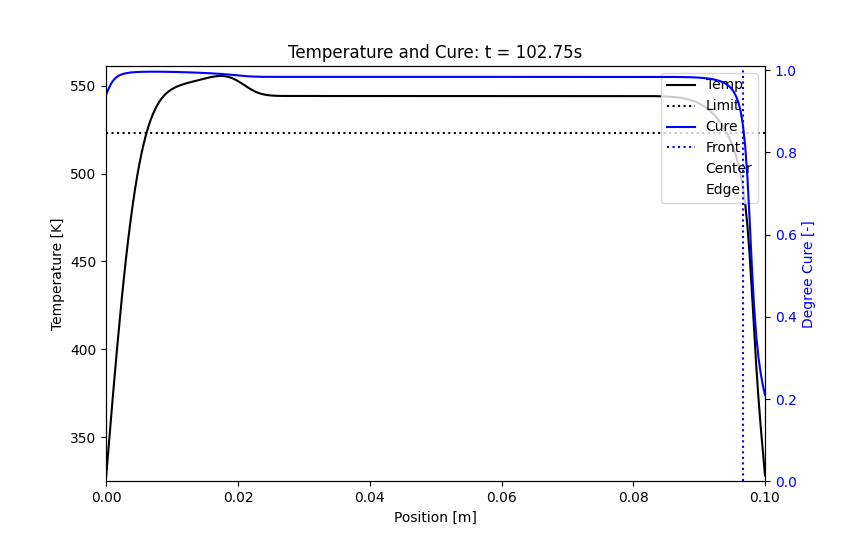 Temperature and Cure: t = 102.75s
550
500
450
400
350
Temperature [K]
0.00
0.02
0.04
0.06
0.08
0.10
Position [m]
1.0
0.8
0.6
0.4
0.2
0.0
Degree Cure [-]
Temp
Limit
Cure
Front
Center
Edge